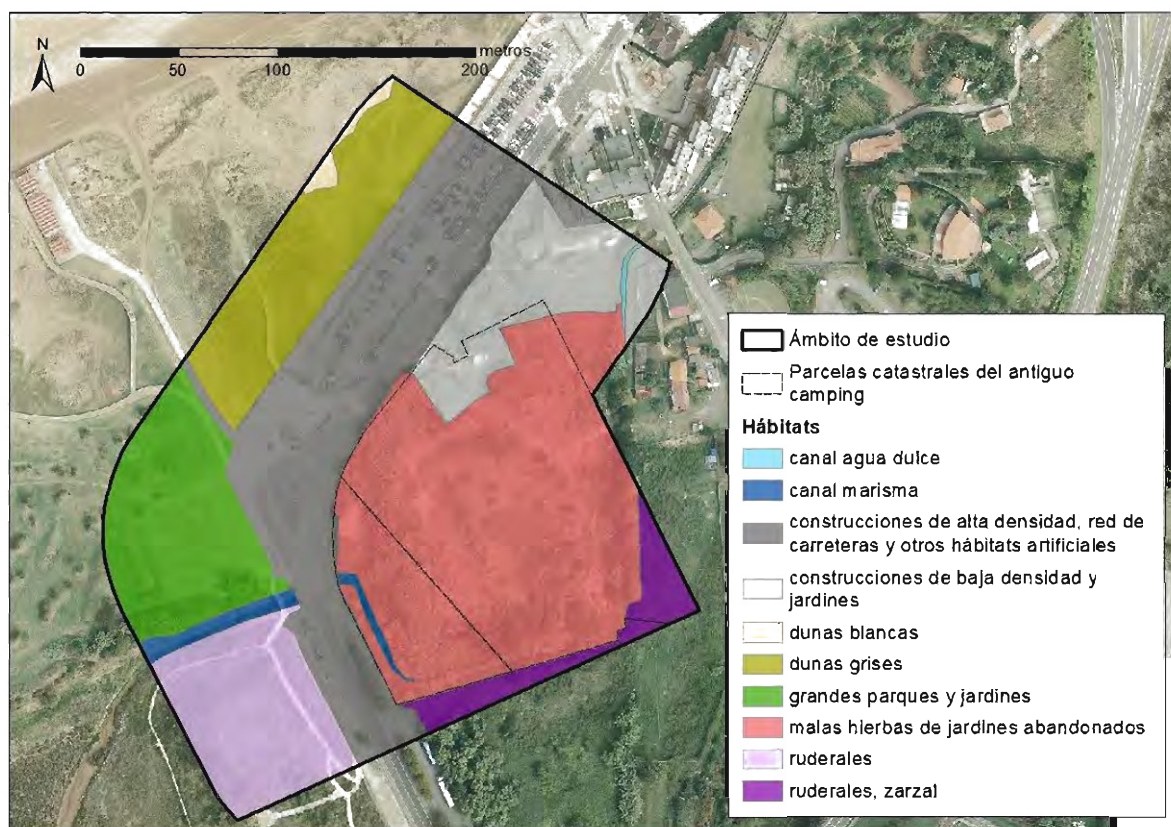 N
metros
0 50 100 200
Ámbito de estudio
Parcelas catastrales del antiguo
camping
Hábitats
canal agua dulce
canal marisma
construcciones de alta densidad, red de
carreteras y otros hábitats artificiales
construcciones de baja densidad y
jardines
dunas blancas
dunas grises
grandes parques y jardines
malas hierbas de jardines abandonados
ruderales
ruderales, zarzal